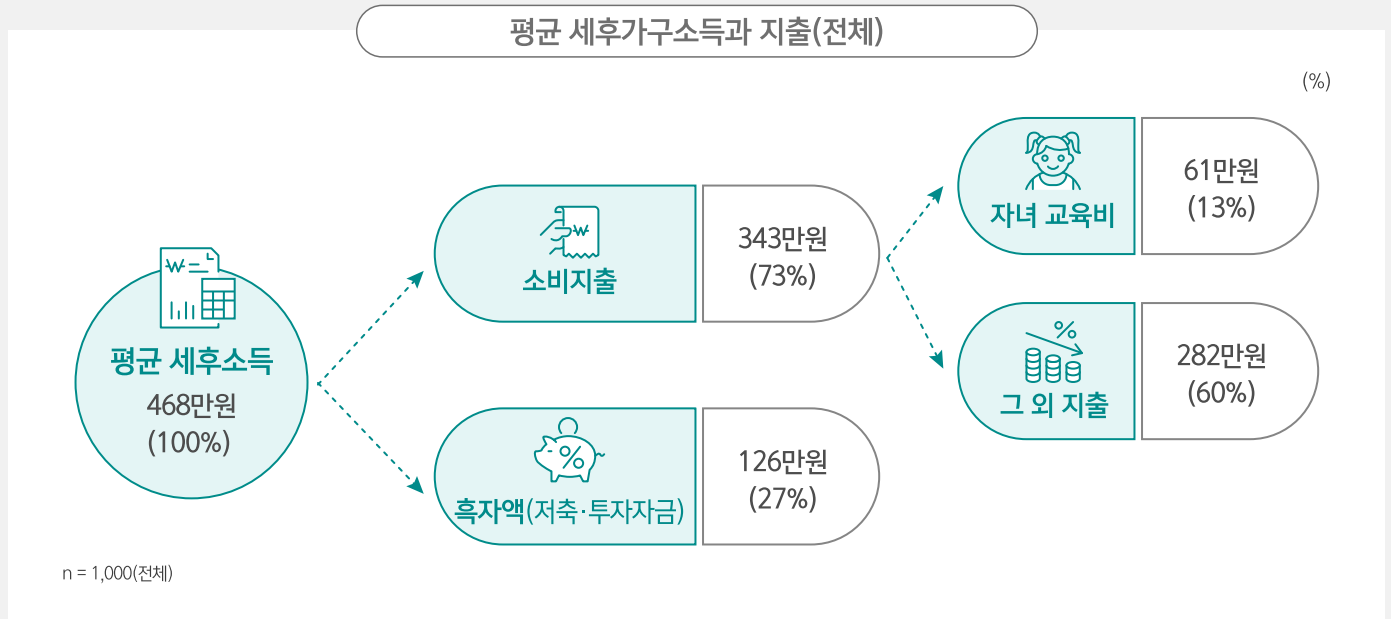 평균 세후가구소득과 지출(전체)
(%)
₩
평균 세후소득
468만원
(100%)
₩
소비지출
343만원
(73%)
%
흑자액(저축·투자자금)
126만원
(27%)
자녀 교육비
61만원
(13%)
%
그 외 지출
282만원
(60%)
n = 1,000(전체)